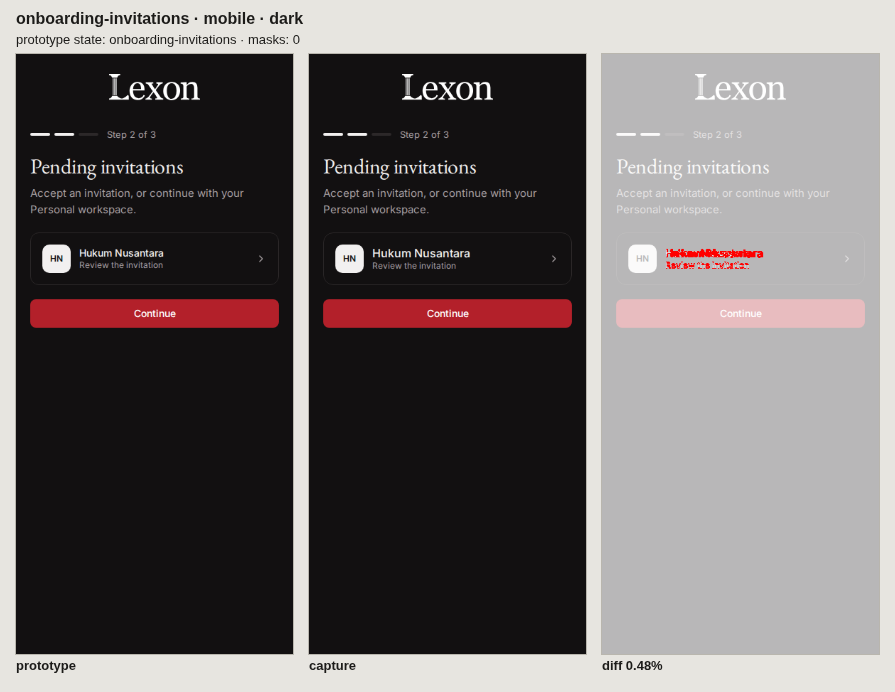 onboarding-invitations · mobile · dark
prototype state: onboarding-invitations · masks: 0
Lexon
Step 2 of 3
Pending invitations
Accept an invitation, or continue with your
Personal workspace.
HN
Hukum Nusantara
Review the invitation
Continue
prototype
Lexon
Step 2 of 3
Pending invitations
Accept an invitation, or continue with your
Personal workspace.
HN
Hukum Nusantara
Review the invitation
Continue
capture
Lexon
Step 2 of 3
Pending invitations
Accept an invitation, or continue with your
Personal workspace.
HN
Continue
diff 0.48%